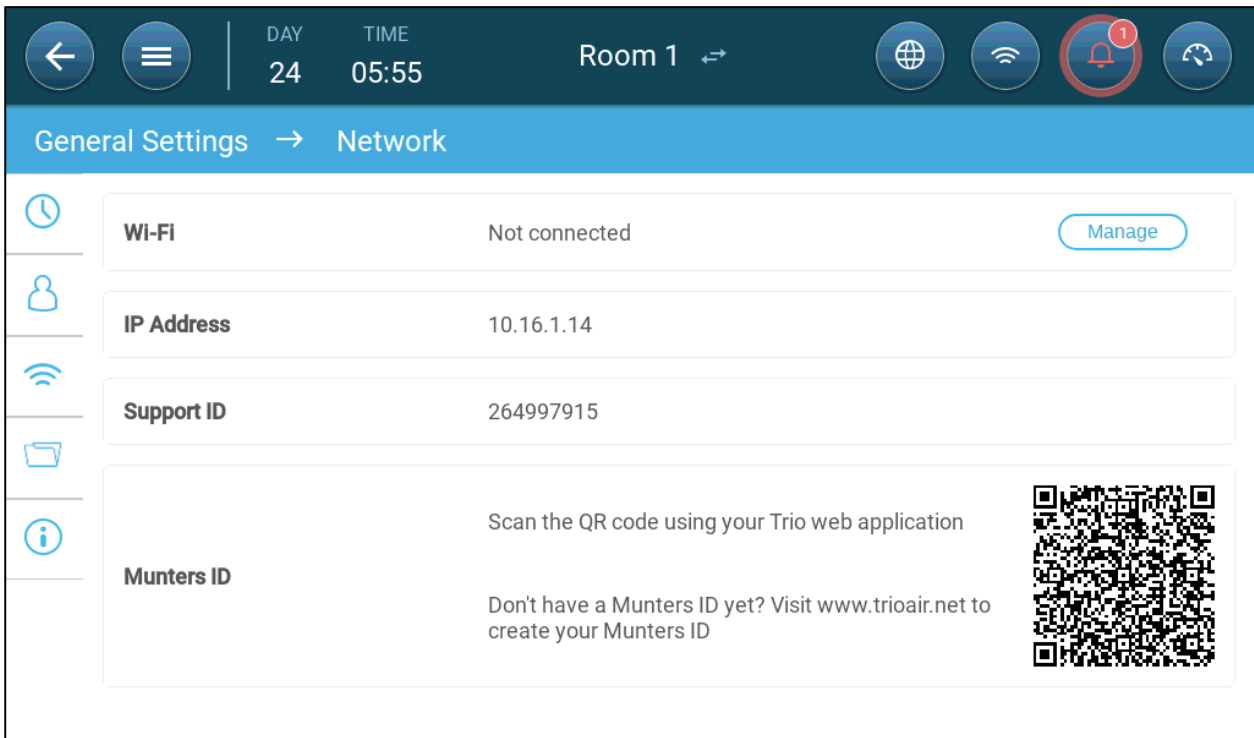 DAY TIME
24 05:55 Room 1 1
General Settings → Network
Wi-Fi Not connected Manage
IP Address 10.16.1.14
Support ID 264997915
Scan the QR code using your Trio web application
Munters ID
Don't have a Munters ID yet? Visit www.trioair.net to
create your Munters ID